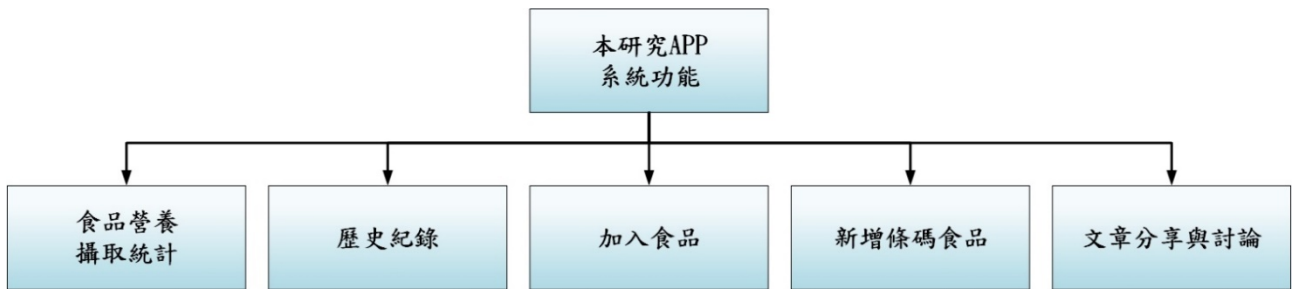 本研究APP
系統功能
食品營養
攝取統計
歷史紀錄
加入食品
新增條碼食品
文章分享與討論